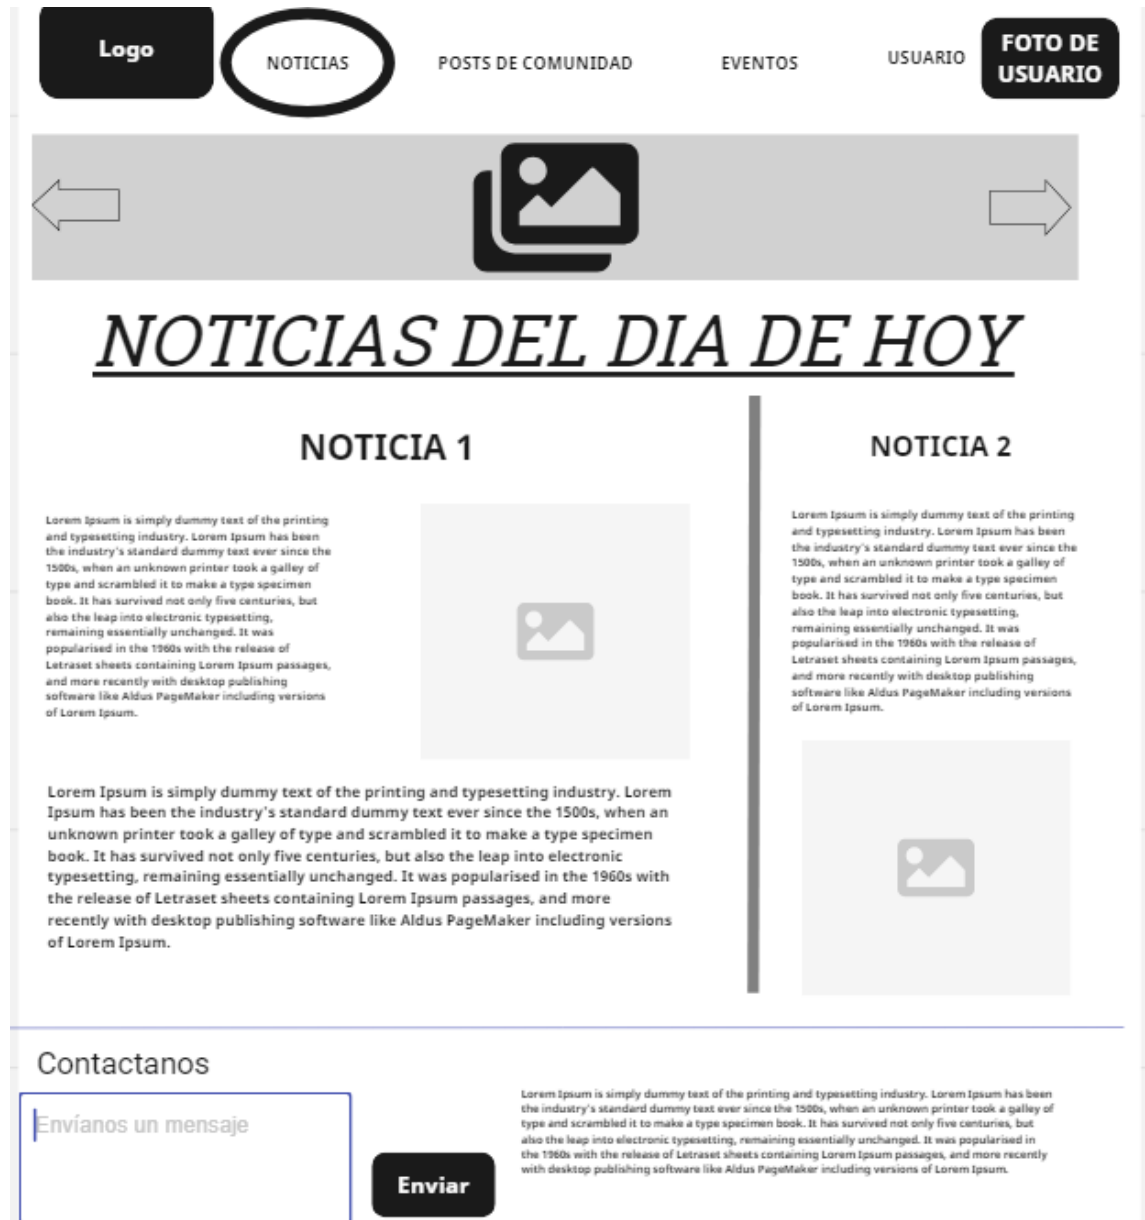 Logo
NOTICIAS
POSTS DE COMUNIDAD
EVENTOS
USUARIO
FOTO DE
USUARIO
NOTICIAS DEL DIA DE HOY
NOTICIA 1
Lorem Ipsum is simply dummy text of the printing
and typesetting industry. Lorem Ipsum has been
the industry's standard dummy text ever since the
1500s, when an unknown printer took a galley of
type and scrambled it to make a type specimen
book. It has survived not only five centuries, but
also the leap into electronic typesetting,
remaining essentially unchanged. It was
popularised in the 1960s with the release of
Letraset sheets containing Lorem Ipsum passages,
and more recently with desktop publishing
software like Aldus PageMaker including versions
of Lorem Ipsum.
Lorem Ipsum is simply dummy text of the printing and typesetting industry. Lorem
Ipsum has been the industry's standard dummy text ever since the 1500s, when an
unknown printer took a galley of type and scrambled it to make a type specimen
book. It has survived not only five centuries, but also the leap into electronic
typesetting, remaining essentially unchanged. It was popularised in the 1960s with
the release of Letraset sheets containing Lorem Ipsum passages, and more
recently with desktop publishing software like Aldus PageMaker including versions
of Lorem Ipsum.
NOTICIA 2
Lorem Ipsum is simply dummy text of the printing
and typesetting industry. Lorem Ipsum has been
the industry's standard dummy text ever since the
1500s, when an unknown printer took a galley of
type and scrambled it to make a type specimen
book. It has survived not only five centuries, but
also the leap into electronic typesetting,
remaining essentially unchanged. It was
popularised in the 1960s with the release of
Letraset sheets containing Lorem Ipsum passages,
and more recently with desktop publishing
software like Aldus PageMaker including versions
of Lorem Ipsum.
Contactanos
Envíanos un mensaje
Enviar
Lorem Ipsum is simply dummy text of the printing and typesetting industry. Lorem Ipsum has been
the industry's standard dummy text ever since the 1500s, when an unknown printer took a galley of
type and scrambled it to make a type specimen book. It has survived not only five centuries, but
also the leap into electronic typesetting, remaining essentially unchanged. It was popularised in
the 1960s with the release of Letraset sheets containing Lorem Ipsum passages, and more recently
with desktop publishing software like Aldus PageMaker including versions of Lorem Ipsum.